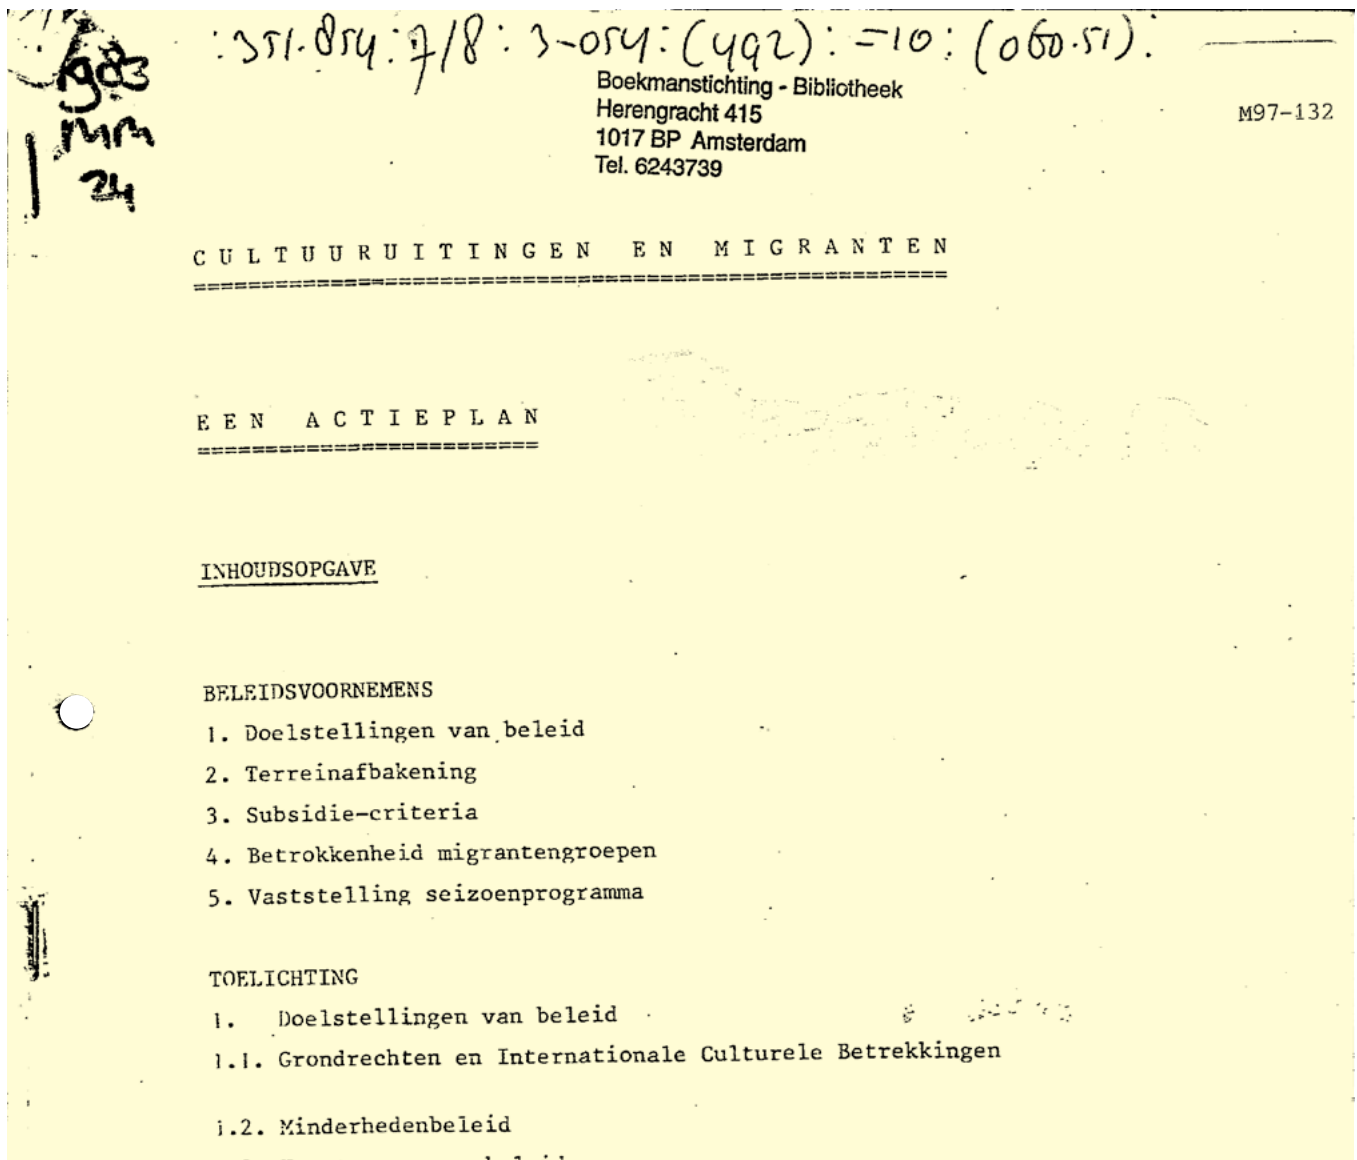 :351.854:7/8:3-054:(492):=10:(060.51):
g83
MM
24
Boekmanstichting - Bibliotheek
Herengracht 415
1017 BP Amsterdam
Tel. 6243739
M97-132
CULTUURUITINGEN EN MIGRANTEN
EEN ACTIEPLAN
INHOUDSOPGAVE
BELEIDSVOORNEMENS
1. Doelstellingen van beleid
2. Terreinafbakening
3. Subsidie-criteria
4. Betrokkenheid migrantengroepen
5. Vaststelling seizoenprogramma
TOELICHTING
1. Doelstellingen van beleid
1.1. Grondrechten en Internationale Culturele Betrekkingen
1.2. Minderhedenbeleid